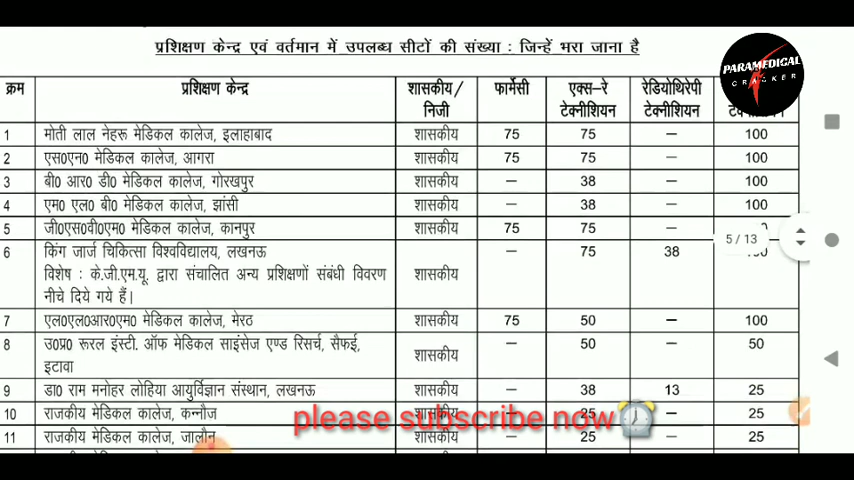 प्रशिक्षण केन्द्र एवं वर्तमान में उपलब्ध सीटों की संख्या : जिन्हें भरा जाना है
PARAMEDICAL
CRACKER
क्रम प्रशिक्षण केन्द्र शासकीय/ फार्मेसी एक्स–रे रेडियोथिरेपी
निजी टेक्नीशियन टेक्नीशियन
1 मोती लाल नेहरू मेडिकल कालेज, इलाहाबाद शासकीय 75 75 — 100
2 एस0एन0 मेडिकल कालेज, आगरा शासकीय 75 75 — 100
3 बी0 आर0 डी0 मेडिकल कालेज, गोरखपुर शासकीय — 38 — 100
4 एम0 एल0 बी0 मेडिकल कालेज, झांसी शासकीय — 38 — 100
5 जी0एस0वी0एम0 मेडिकल कालेज, कानपुर शासकीय 75 75 —
5 / 13
6 किंग जार्ज चिकित्सा विश्वविद्यालय, लखनऊ — 75 38
विशेष : के.जी.एम.यू. द्वारा संचालित अन्य प्रशिक्षणों संबंधी विवरण शासकीय
नीचे दिये गये हैं।
7 एल0एल0आर0एम0 मेडिकल कालेज, मेरठ शासकीय 75 50 — 100
8 उ0प्र0 रूरल इंस्टी. ऑफ मेडिकल साइंसेज एण्ड रिसर्च, सैफई, शासकीय — 50 — 50
इटावा
9 डा0 राम मनोहर लोहिया आयुर्विज्ञान संस्थान, लखनऊ शासकीय — 38 13 25
10 राजकीय मेडिकल कालेज, कन्नौज शासकीय — 25 — 25
please subscribe now
11 राजकीय मेडिकल कालेज, जालौन शासकीय — 25 — 25